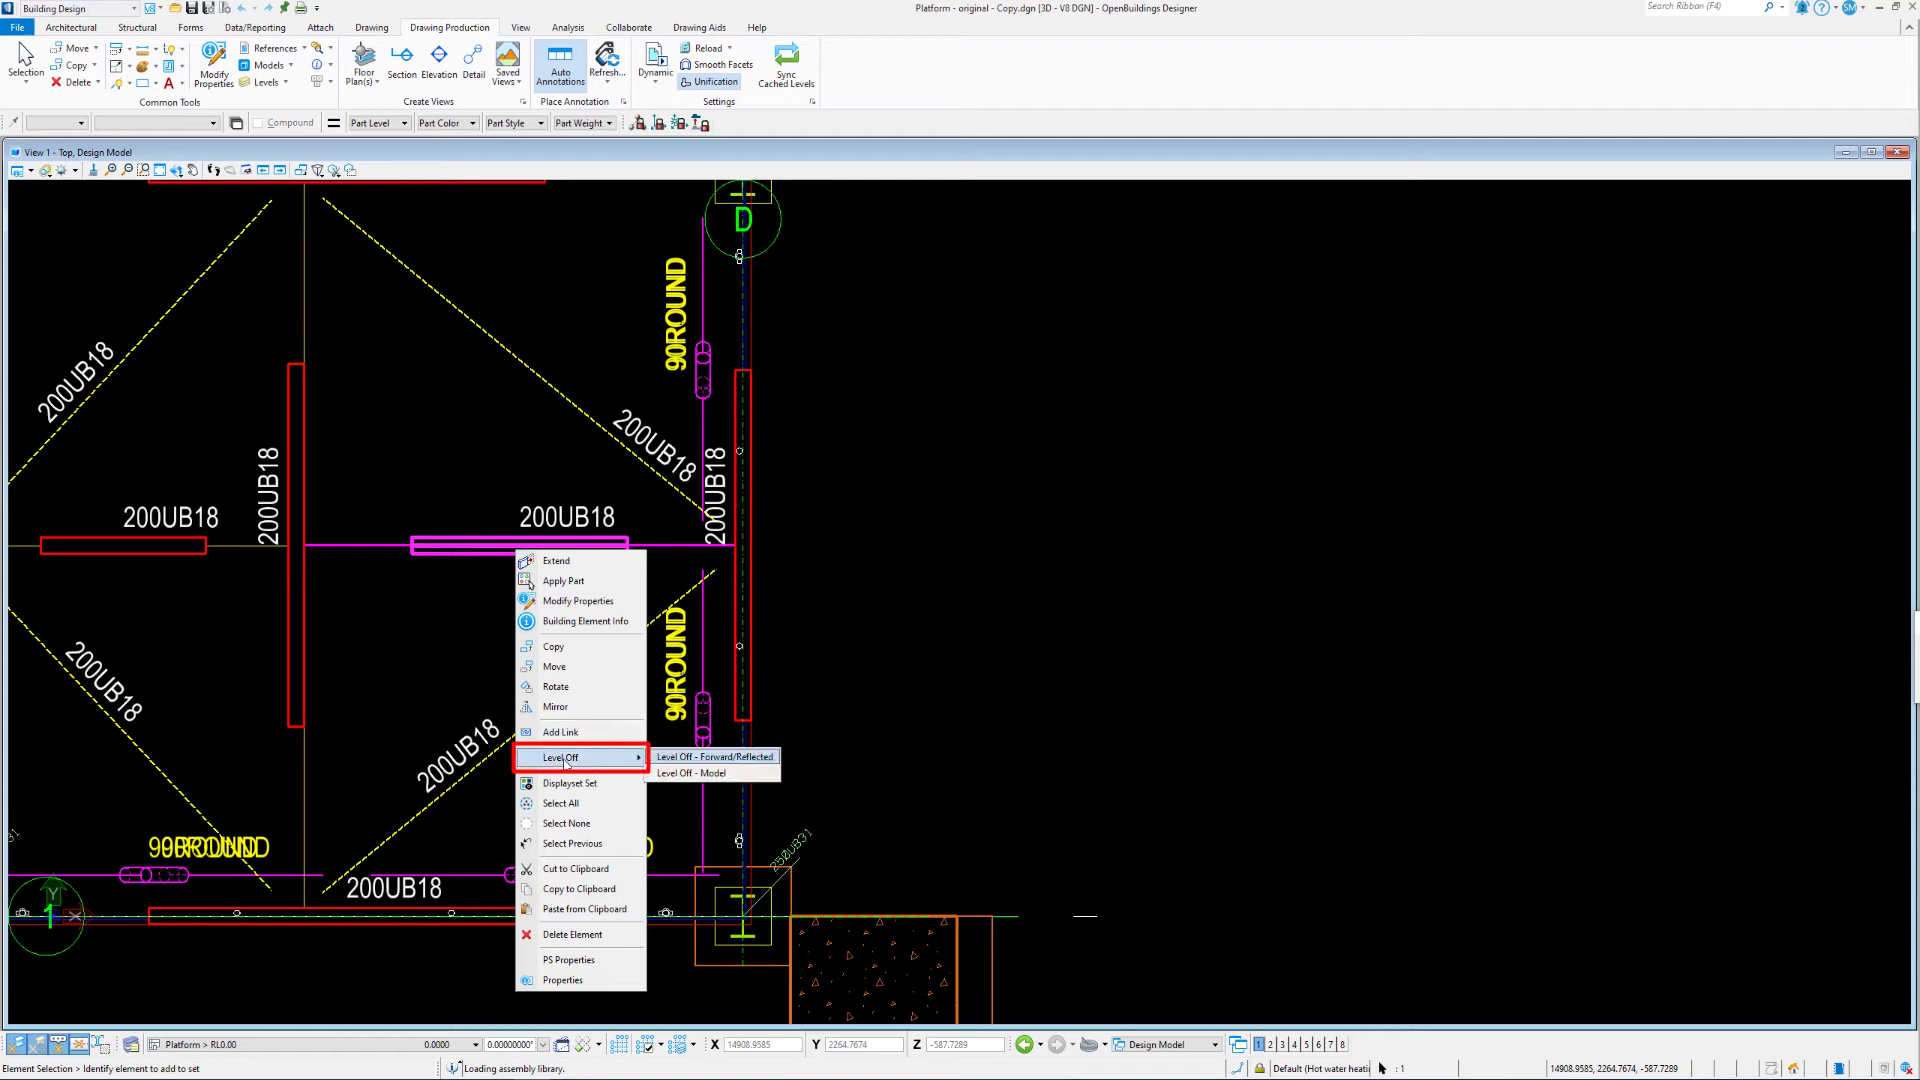 Building Design
Platform - original - Copy.dgn [3D - V8 DGN] - OpenBuildings Designer
Search Ribbon (F4)
SM
File Architectural Structural Forms Data/Reporting Attach Drawing Drawing Production View Analysis Collaborate Drawing Aids Help
Selection
Move
Copy
Delete
Modify
Properties
References
Models
Levels
Common Tools
Floor
Plan(s)
Section
Elevation
Detail
Saved
Views
Create Views
Auto
Annotations
Refresh...
Place Annotation
Dynamic
Reload
Smooth Facets
Unification
Sync
Cached Levels
Settings
Compound
Part Level
Part Color
Part Style
Part Weight
View 1 - Top, Design Model
D
90ROUND
200UB18
200UB18
200UB18
200UB18
200UB18
200UB18
200UB18
90ROUND
200UB18
200UB18
250UB31
200UB18
1
Y
X
Extend
Apply Part
Modify Properties
Building Element Info
Copy
Move
Rotate
Mirror
Add Link
Level Off
Level Off - Forward/Reflected
Level Off - Model
Displayset Set
Select All
Select None
Select Previous
Cut to Clipboard
Copy to Clipboard
Paste from Clipboard
Delete Element
PS Properties
Properties
Platform > RL0.00
0.0000
0.00000000°
X 14908.9585
Y 2264.7674
Z -587.7289
Design Model
1 2 3 4 5 6 7 8
Element Selection > Identify element to add to set
Loading assembly library.
Default (Hot water heati
: 1
14908.9585, 2264.7674, -587.7289